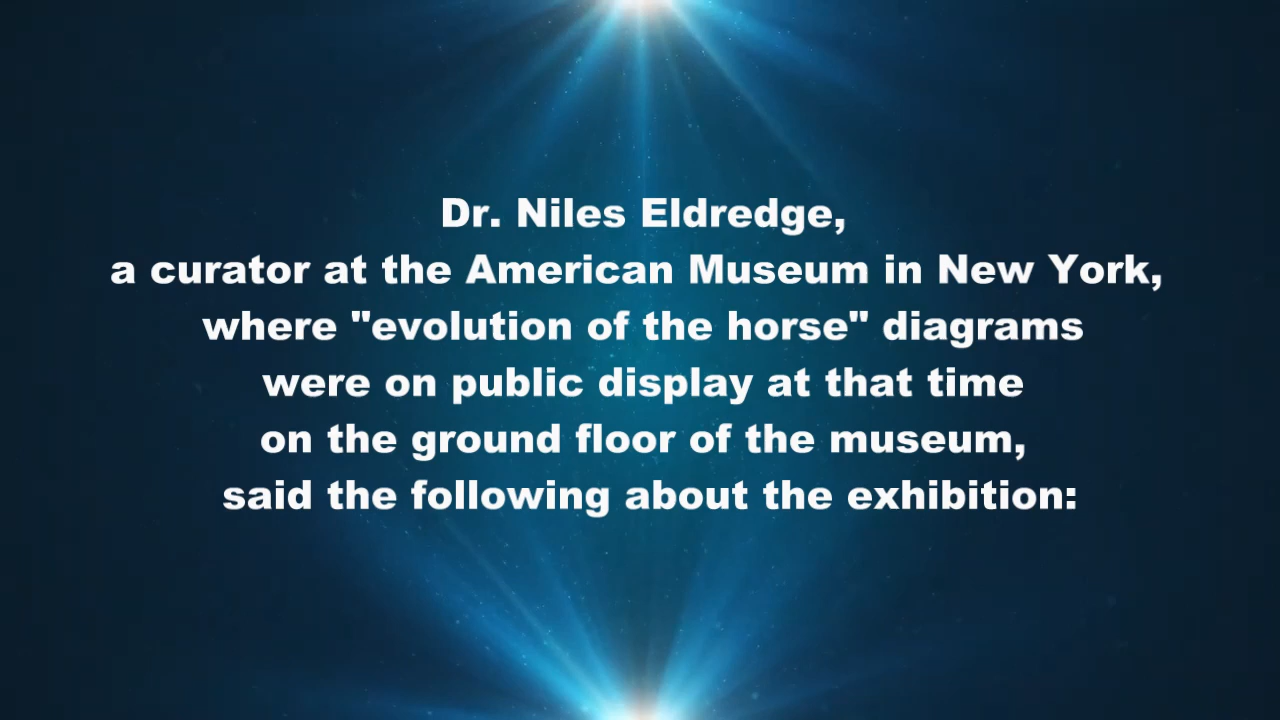 Dr. Niles Eldredge,
a curator at the American Museum in New York,
where "evolution of the horse" diagrams
were on public display at that time
on the ground floor of the museum,
said the following about the exhibition: